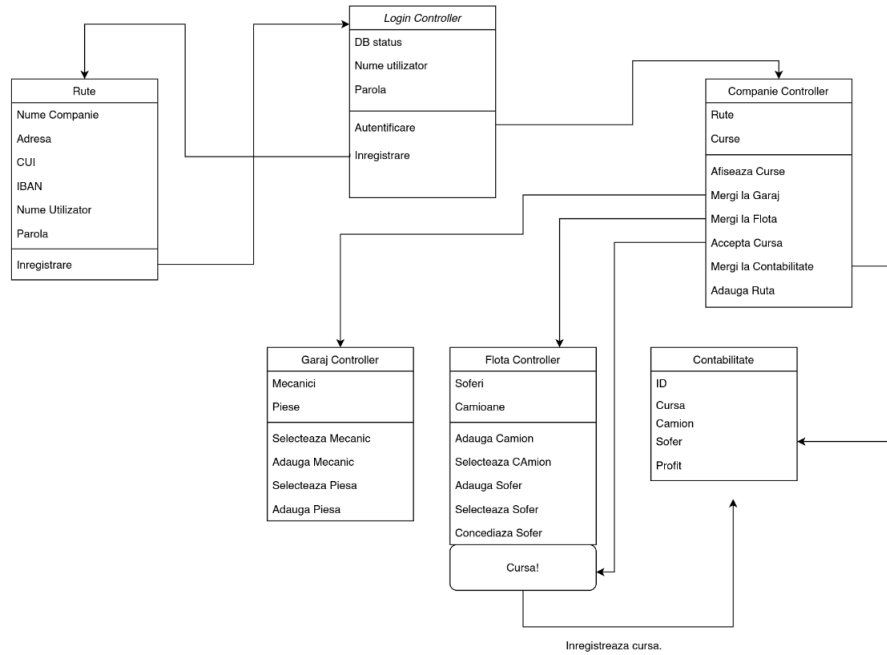 Login Controller
DB status
Nume utilizator
Parola
Autentificare
Inregistrare
Rute
Nume Companie
Adresa
CUI
IBAN
Nume Utilizator
Parola
Inregistrare
Companie Controller
Rute
Curse
Afiseaza Curse
Mergi la Garaj
Mergi la Flota
Accepta Cursa
Mergi la Contabilitate
Adauga Ruta
Garaj Controller
Mecanici
Piese
Selecteaza Mecanic
Adauga Mecanic
Selecteaza Piesa
Adauga Piesa
Flota Controller
Soferi
Camioane
Adauga Camion
Selecteaza CAmion
Adauga Sofer
Selecteaza Sofer
Concediaza Sofer
Cursa!
Contabilitate
ID
Cursa
Camion
Sofer
Profit
Inregistreaza cursa.